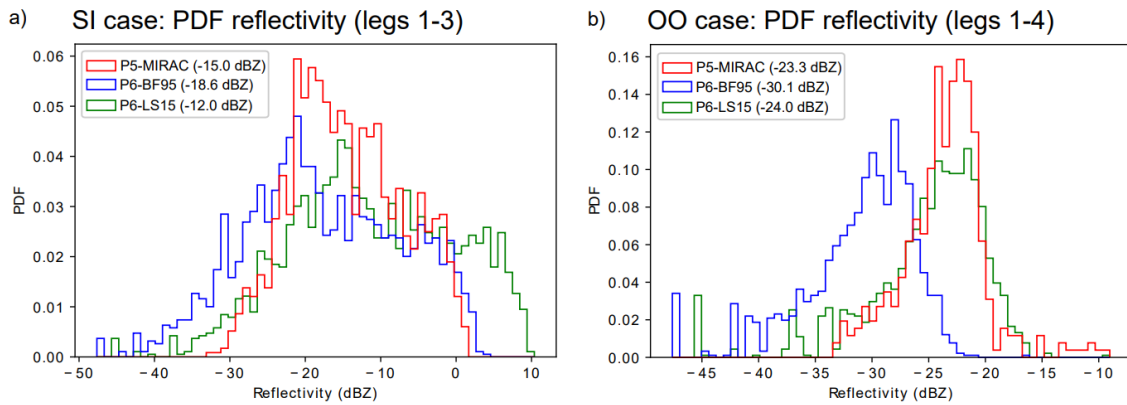 a) SI case: PDF reflectivity (legs 1-3)
P5-MIRAC (-15.0 dBZ)
P6-BF95 (-18.6 dBZ)
P6-LS15 (-12.0 dBZ)
0.06
0.05
0.04
0.03
0.02
0.01
0.00
PDF
−50 −40 −30 −20 −10 0 10
Reflectivity (dBZ)
b) OO case: PDF reflectivity (legs 1-4)
P5-MIRAC (-23.3 dBZ)
P6-BF95 (-30.1 dBZ)
P6-LS15 (-24.0 dBZ)
0.16
0.14
0.12
0.10
0.08
0.06
0.04
0.02
0.00
PDF
−45 −40 −35 −30 −25 −20 −15 −10
Reflectivity (dBZ)